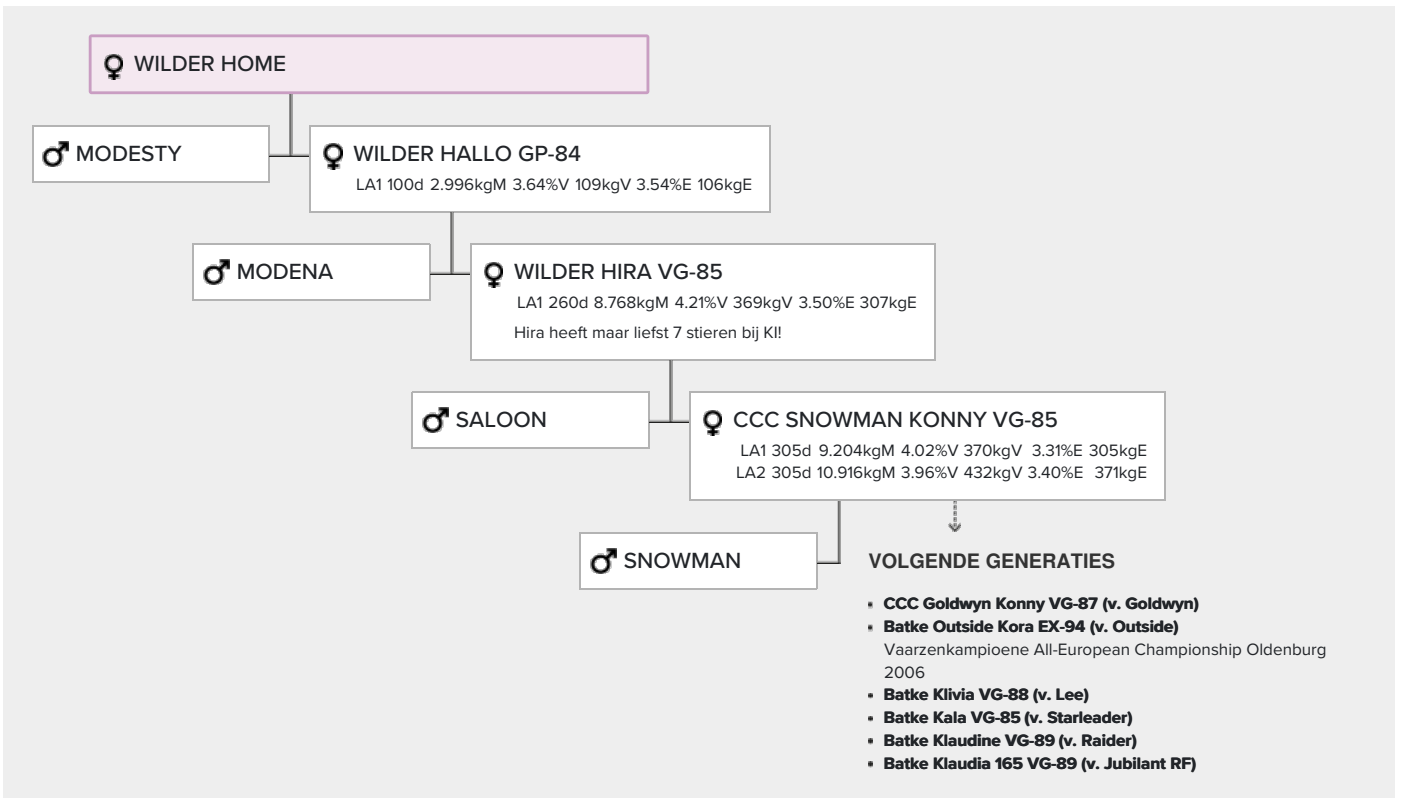 WILDER HOME
MODESTY
WILDER HALLO GP-84
LA1 100d 2.996kgM 3.64%V 109kgV 3.54%E 106kgE
MODENA
WILDER HIRA VG-85
LA1 260d 8.768kgM 4.21%V 369kgV 3.50%E 307kgE
Hira heeft maar liefst 7 stieren bij KI!
SALOON
CCC SNOWMAN KONNY VG-85
LA1 305d 9.204kgM 4.02%V 370kgV 3.31%E 305kgE
LA2 305d 10.916kgM 3.96%V 432kgV 3.40%E 371kgE
SNOWMAN
VOLGENDE GENERATIES
CCC Goldwyn Konny VG-87 (v. Goldwyn)
Batke Outside Kora EX-94 (v. Outside)
Vaarzenkampioene All-European Championship Oldenburg
2006
Batke Klivia VG-88 (v. Lee)
Batke Kala VG-85 (v. Starleader)
Batke Klaudine VG-89 (v. Raider)
Batke Klaudia 165 VG-89 (v. Jubilant RF)